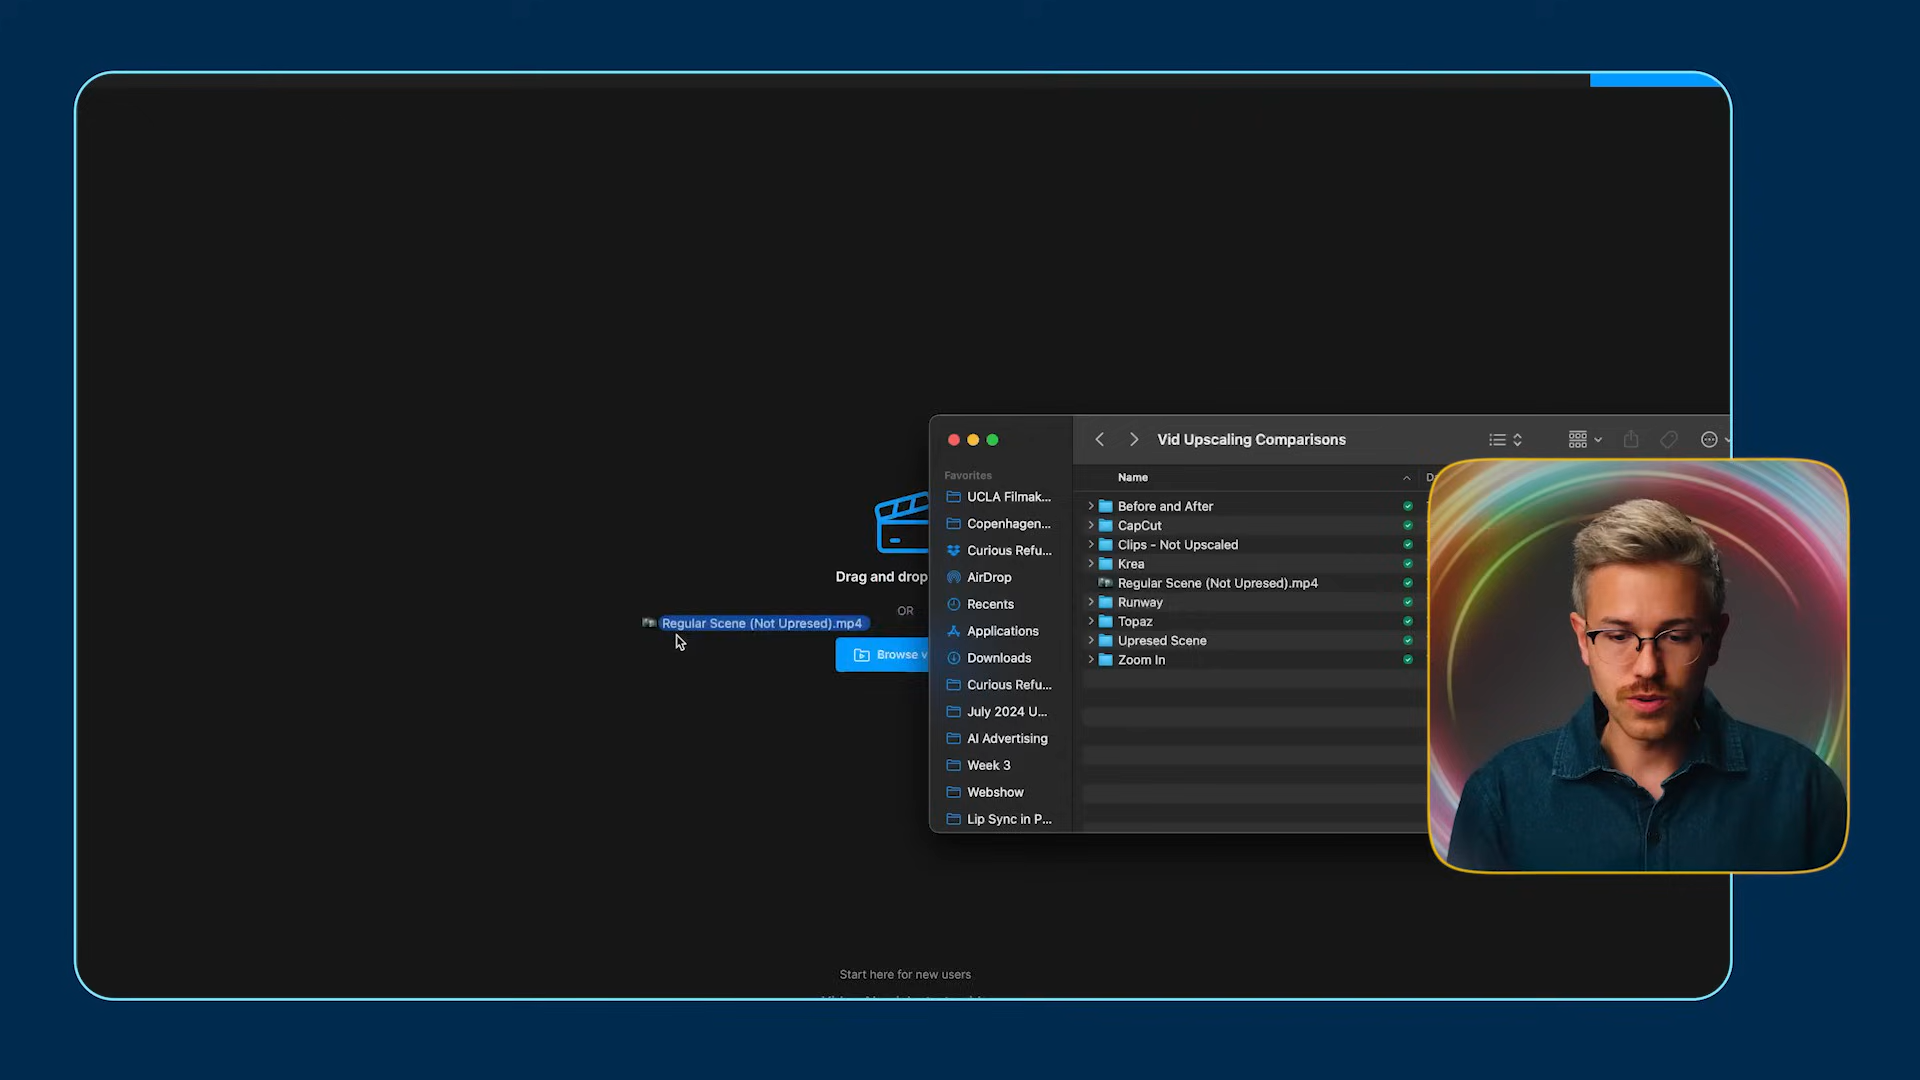 Vid Upscaling Comparisons
Favorites
UCLA Filmak...
Copenhagen...
Curious Refu...
AirDrop
Recents
Applications
Downloads
Curious Refu...
July 2024 U...
AI Advertising
Week 3
Webshow
Lip Sync in P...
Name
Before and After
CapCut
Clips - Not Upscaled
Krea
Regular Scene (Not Upresed).mp4
Runway
Topaz
Upresed Scene
Zoom In
Drag and drop
OR
Regular Scene (Not Upresed).mp4
Browse v
Start here for new users